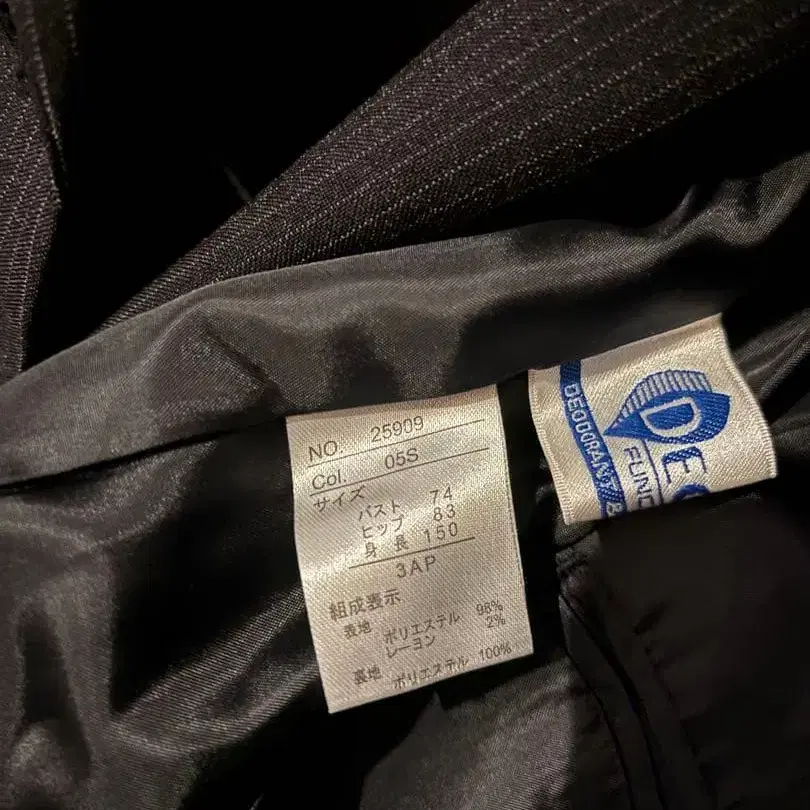 NO. 25909
Col. 05S
サイズ
バスト 74
ヒップ 83
身長 150
3AP
組成表示
表地 ポリエステル 98%
レーヨン 2%
裏地 ポリエステル 100%
DEODORANT &
D
DEO
FUNC